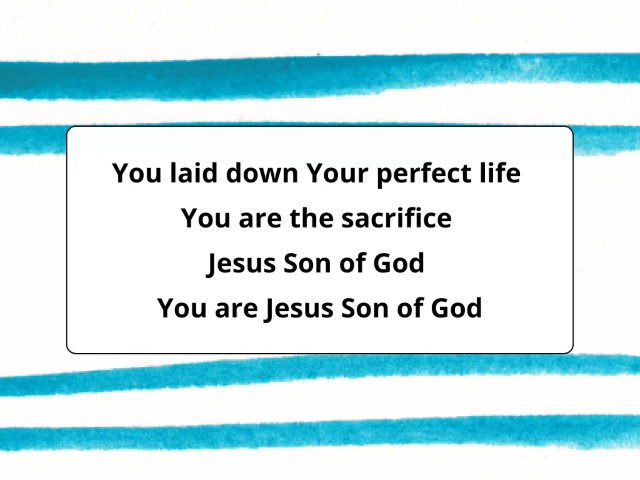 You laid down Your perfect life
You are the sacrifice
Jesus Son of God
You are Jesus Son of God